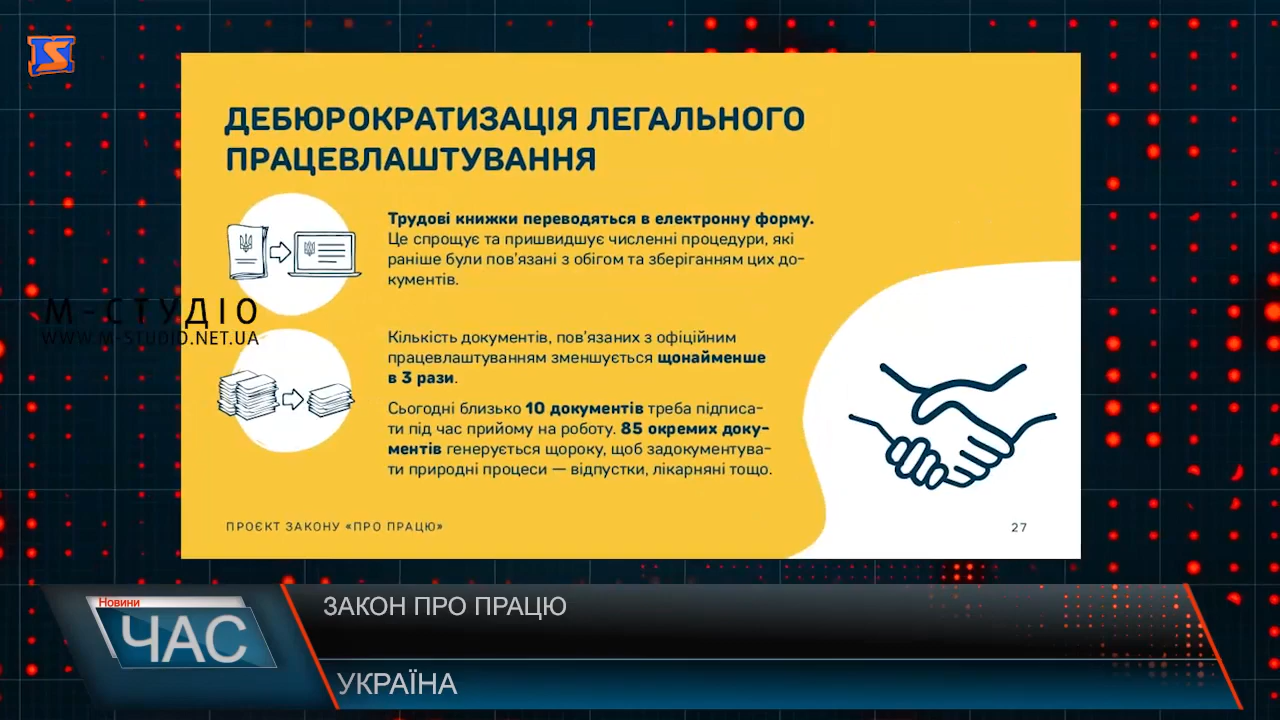 S
ДЕБЮРОКРАТИЗАЦІЯ ЛЕГАЛЬНОГО
ПРАЦЕВЛАШТУВАННЯ
Трудові книжки переводяться в електронну форму.
Це спрощує та пришвидшує численні процедури, які
раніше були пов'язані з обігом та зберіганням цих до-
кументів.
М-СТУДІО
WWW.M-STUDIO.NET.UA
Кількість документів, пов'язаних з офіційним
працевлаштуванням зменшується щонайменше
в 3 рази.
Сьогодні близько 10 документів треба підписа-
ти під час прийому на роботу. 85 окремих доку-
ментів генерується щороку, щоб задокументува-
ти природні процеси — відпустки, лікарняні тощо.
ПРОЄКТ ЗАКОНУ «ПРО ПРАЦЮ»
27
Новини
ЧАС
ЗАКОН ПРО ПРАЦЮ
УКРАЇНА